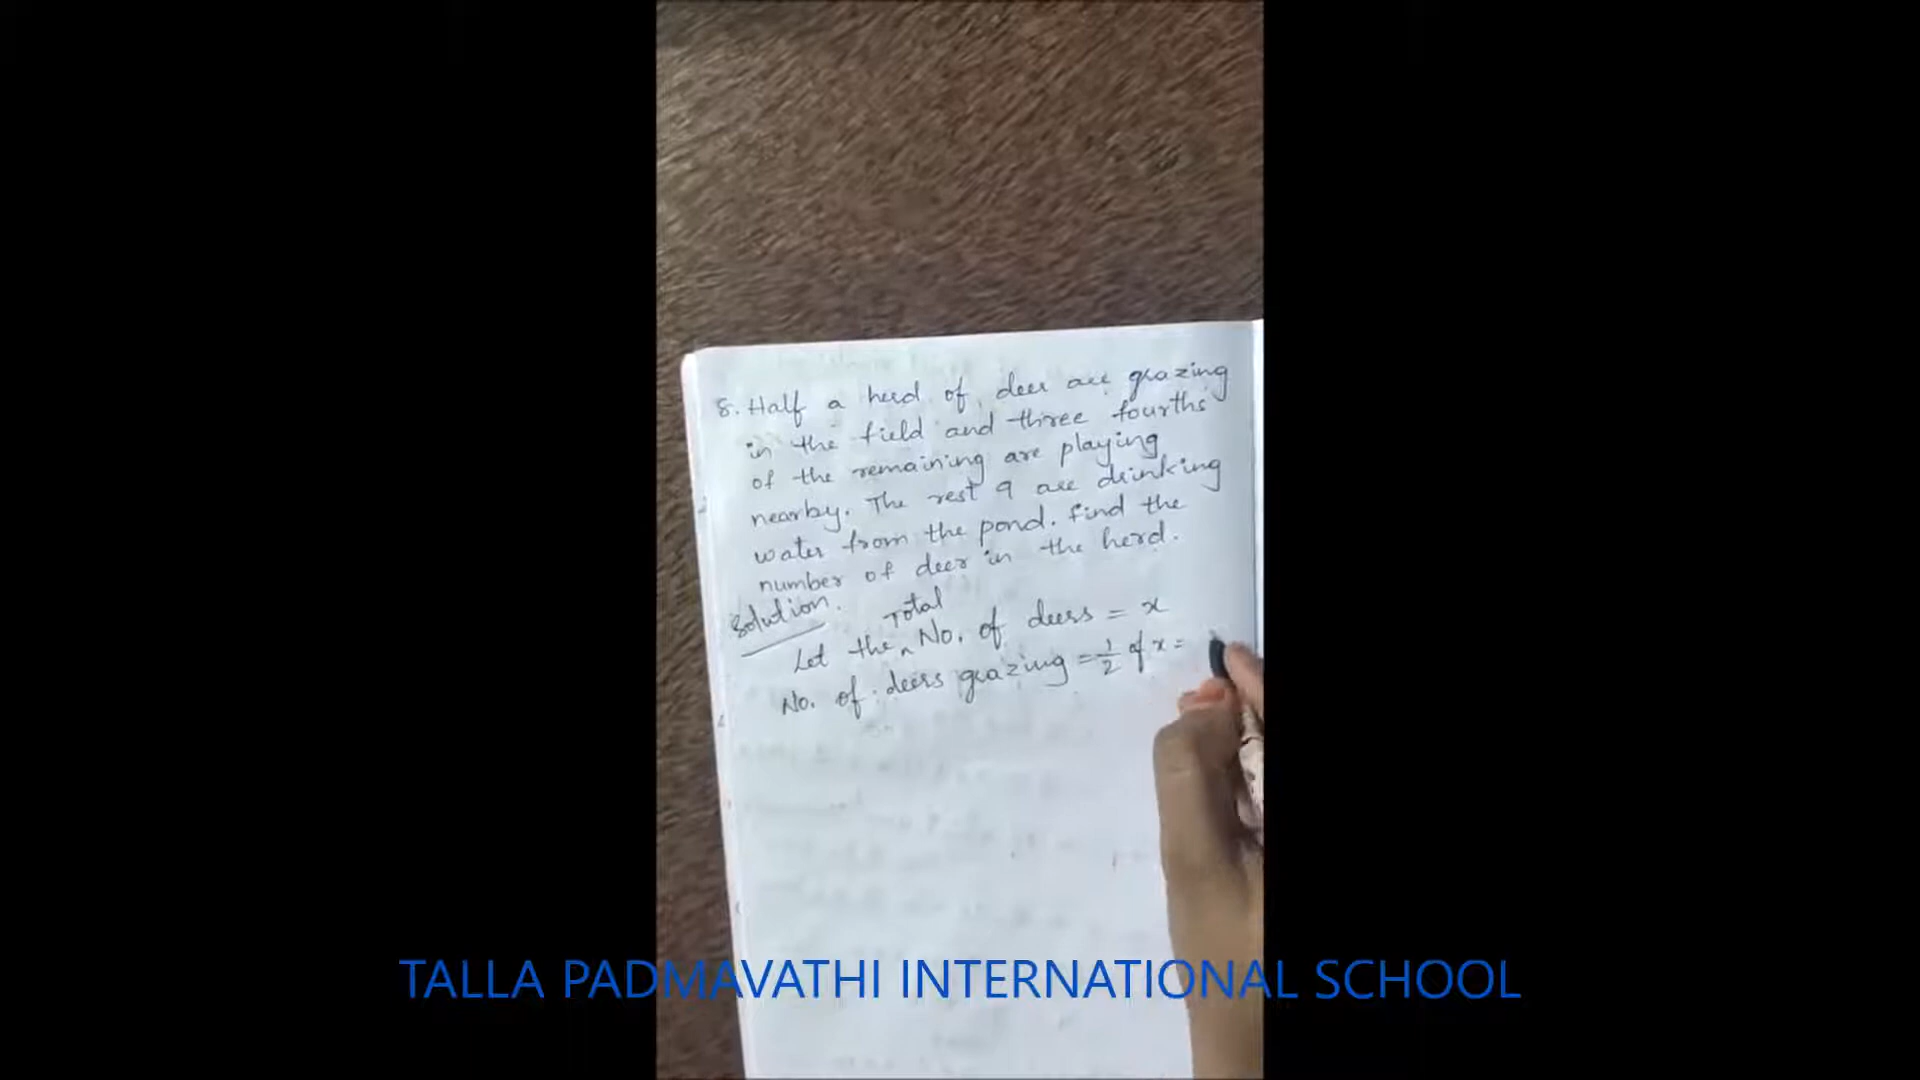 8. Half a herd of deer are grazing
in the field and three fourths
of the remaining are playing
nearby. The rest 9 are drinking
water from the pond. Find the
number of deer in the herd.
Solution.
Total
Let the ^ No. of deers = x
No. of deers grazing = 1/2 of x =
TALLA PADMAVATHI INTERNATIONAL SCHOOL